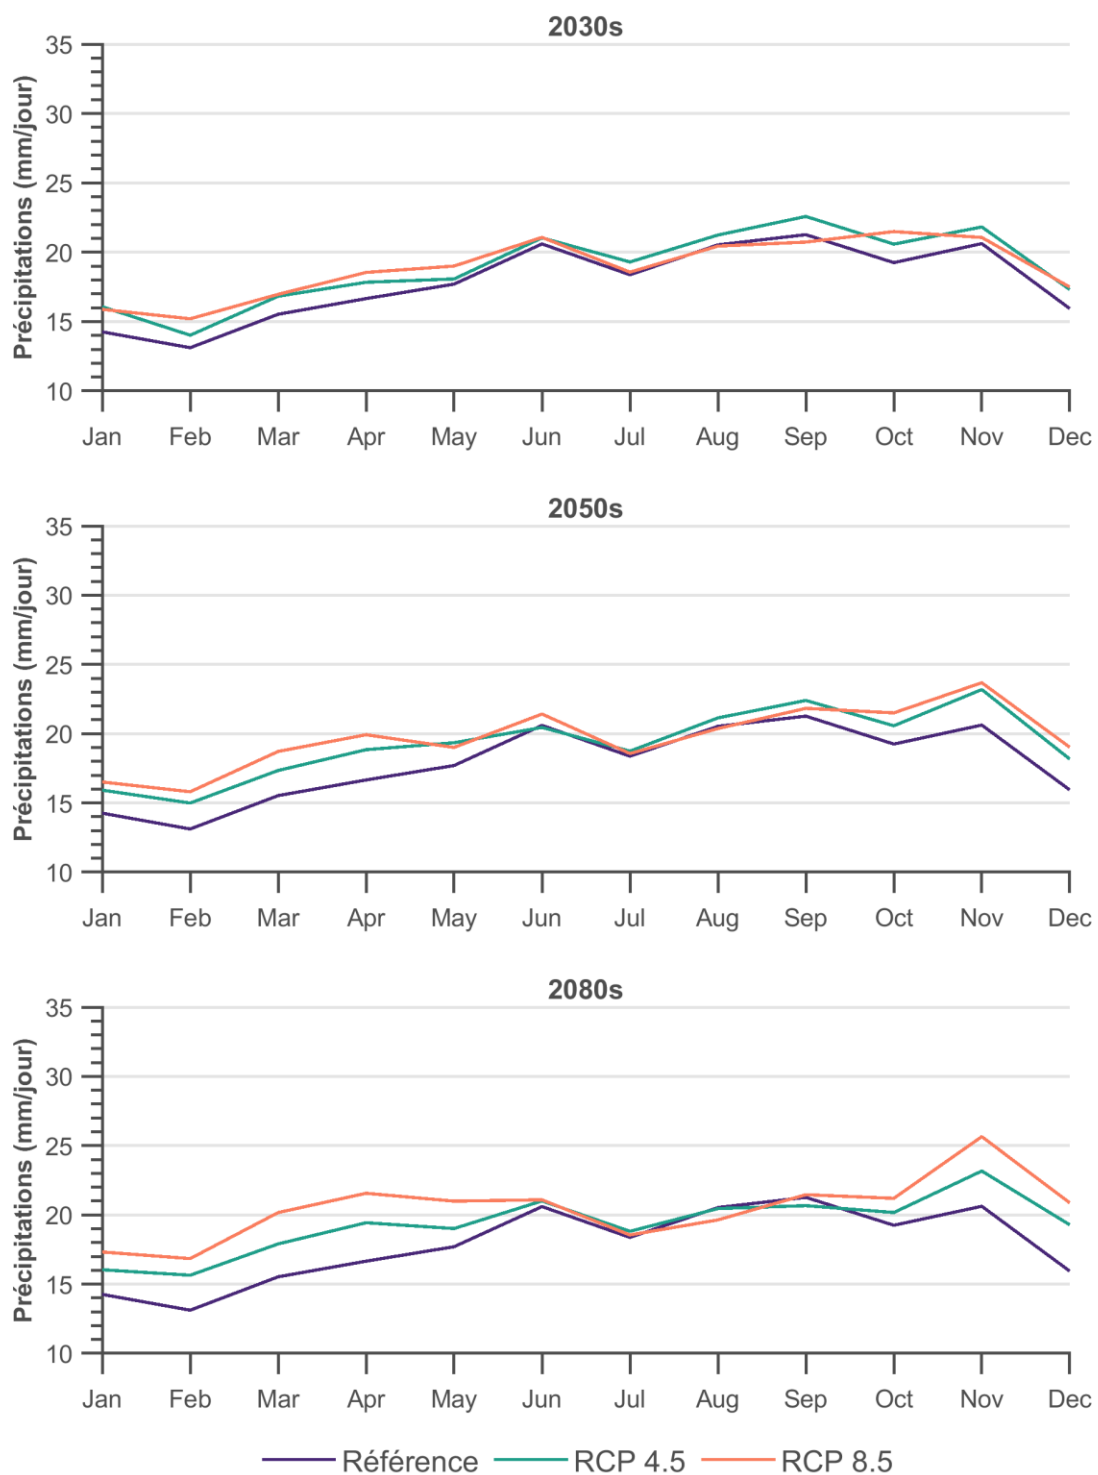 2030s
Précipitations (mm/jour)
35
30
25
20
15
10
Jan Feb Mar Apr May Jun Jul Aug Sep Oct Nov Dec
2050s
Précipitations (mm/jour)
35
30
25
20
15
10
Jan Feb Mar Apr May Jun Jul Aug Sep Oct Nov Dec
2080s
Précipitations (mm/jour)
35
30
25
20
15
10
Jan Feb Mar Apr May Jun Jul Aug Sep Oct Nov Dec
Référence RCP 4.5 RCP 8.5